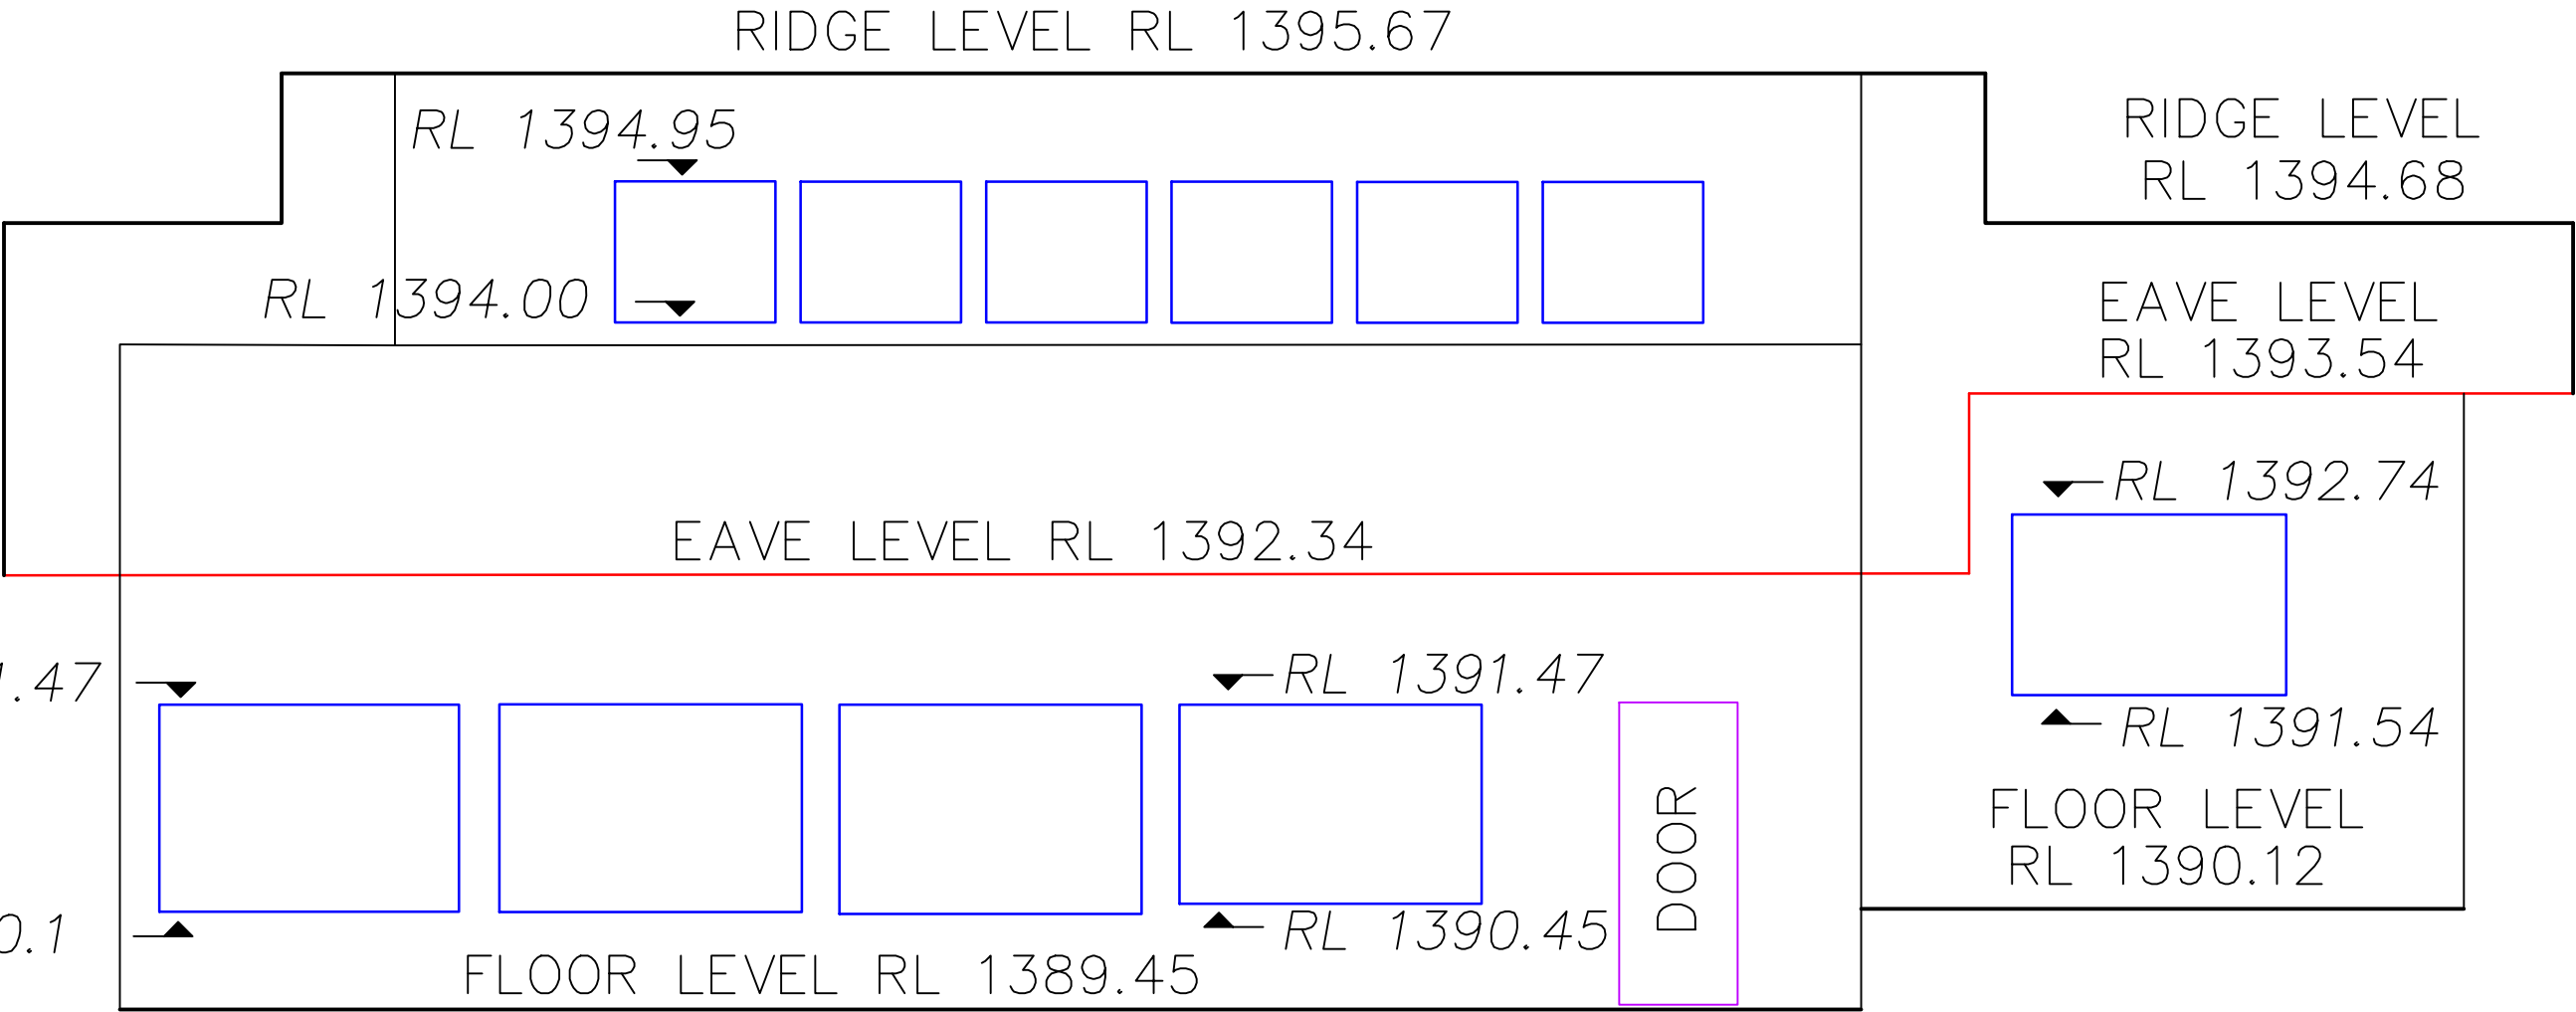 RIDGE LEVEL RL 1395.67
RL 1394.95
RIDGE LEVEL
RL 1394.68
RL 1394.00
EAVE LEVEL
RL 1393.54
RL 1392.74
EAVE LEVEL RL 1392.34
.47
RL 1391.47
RL 1391.54
DOOR
FLOOR LEVEL
RL 1390.12
0.1
RL 1390.45
FLOOR LEVEL RL 1389.45